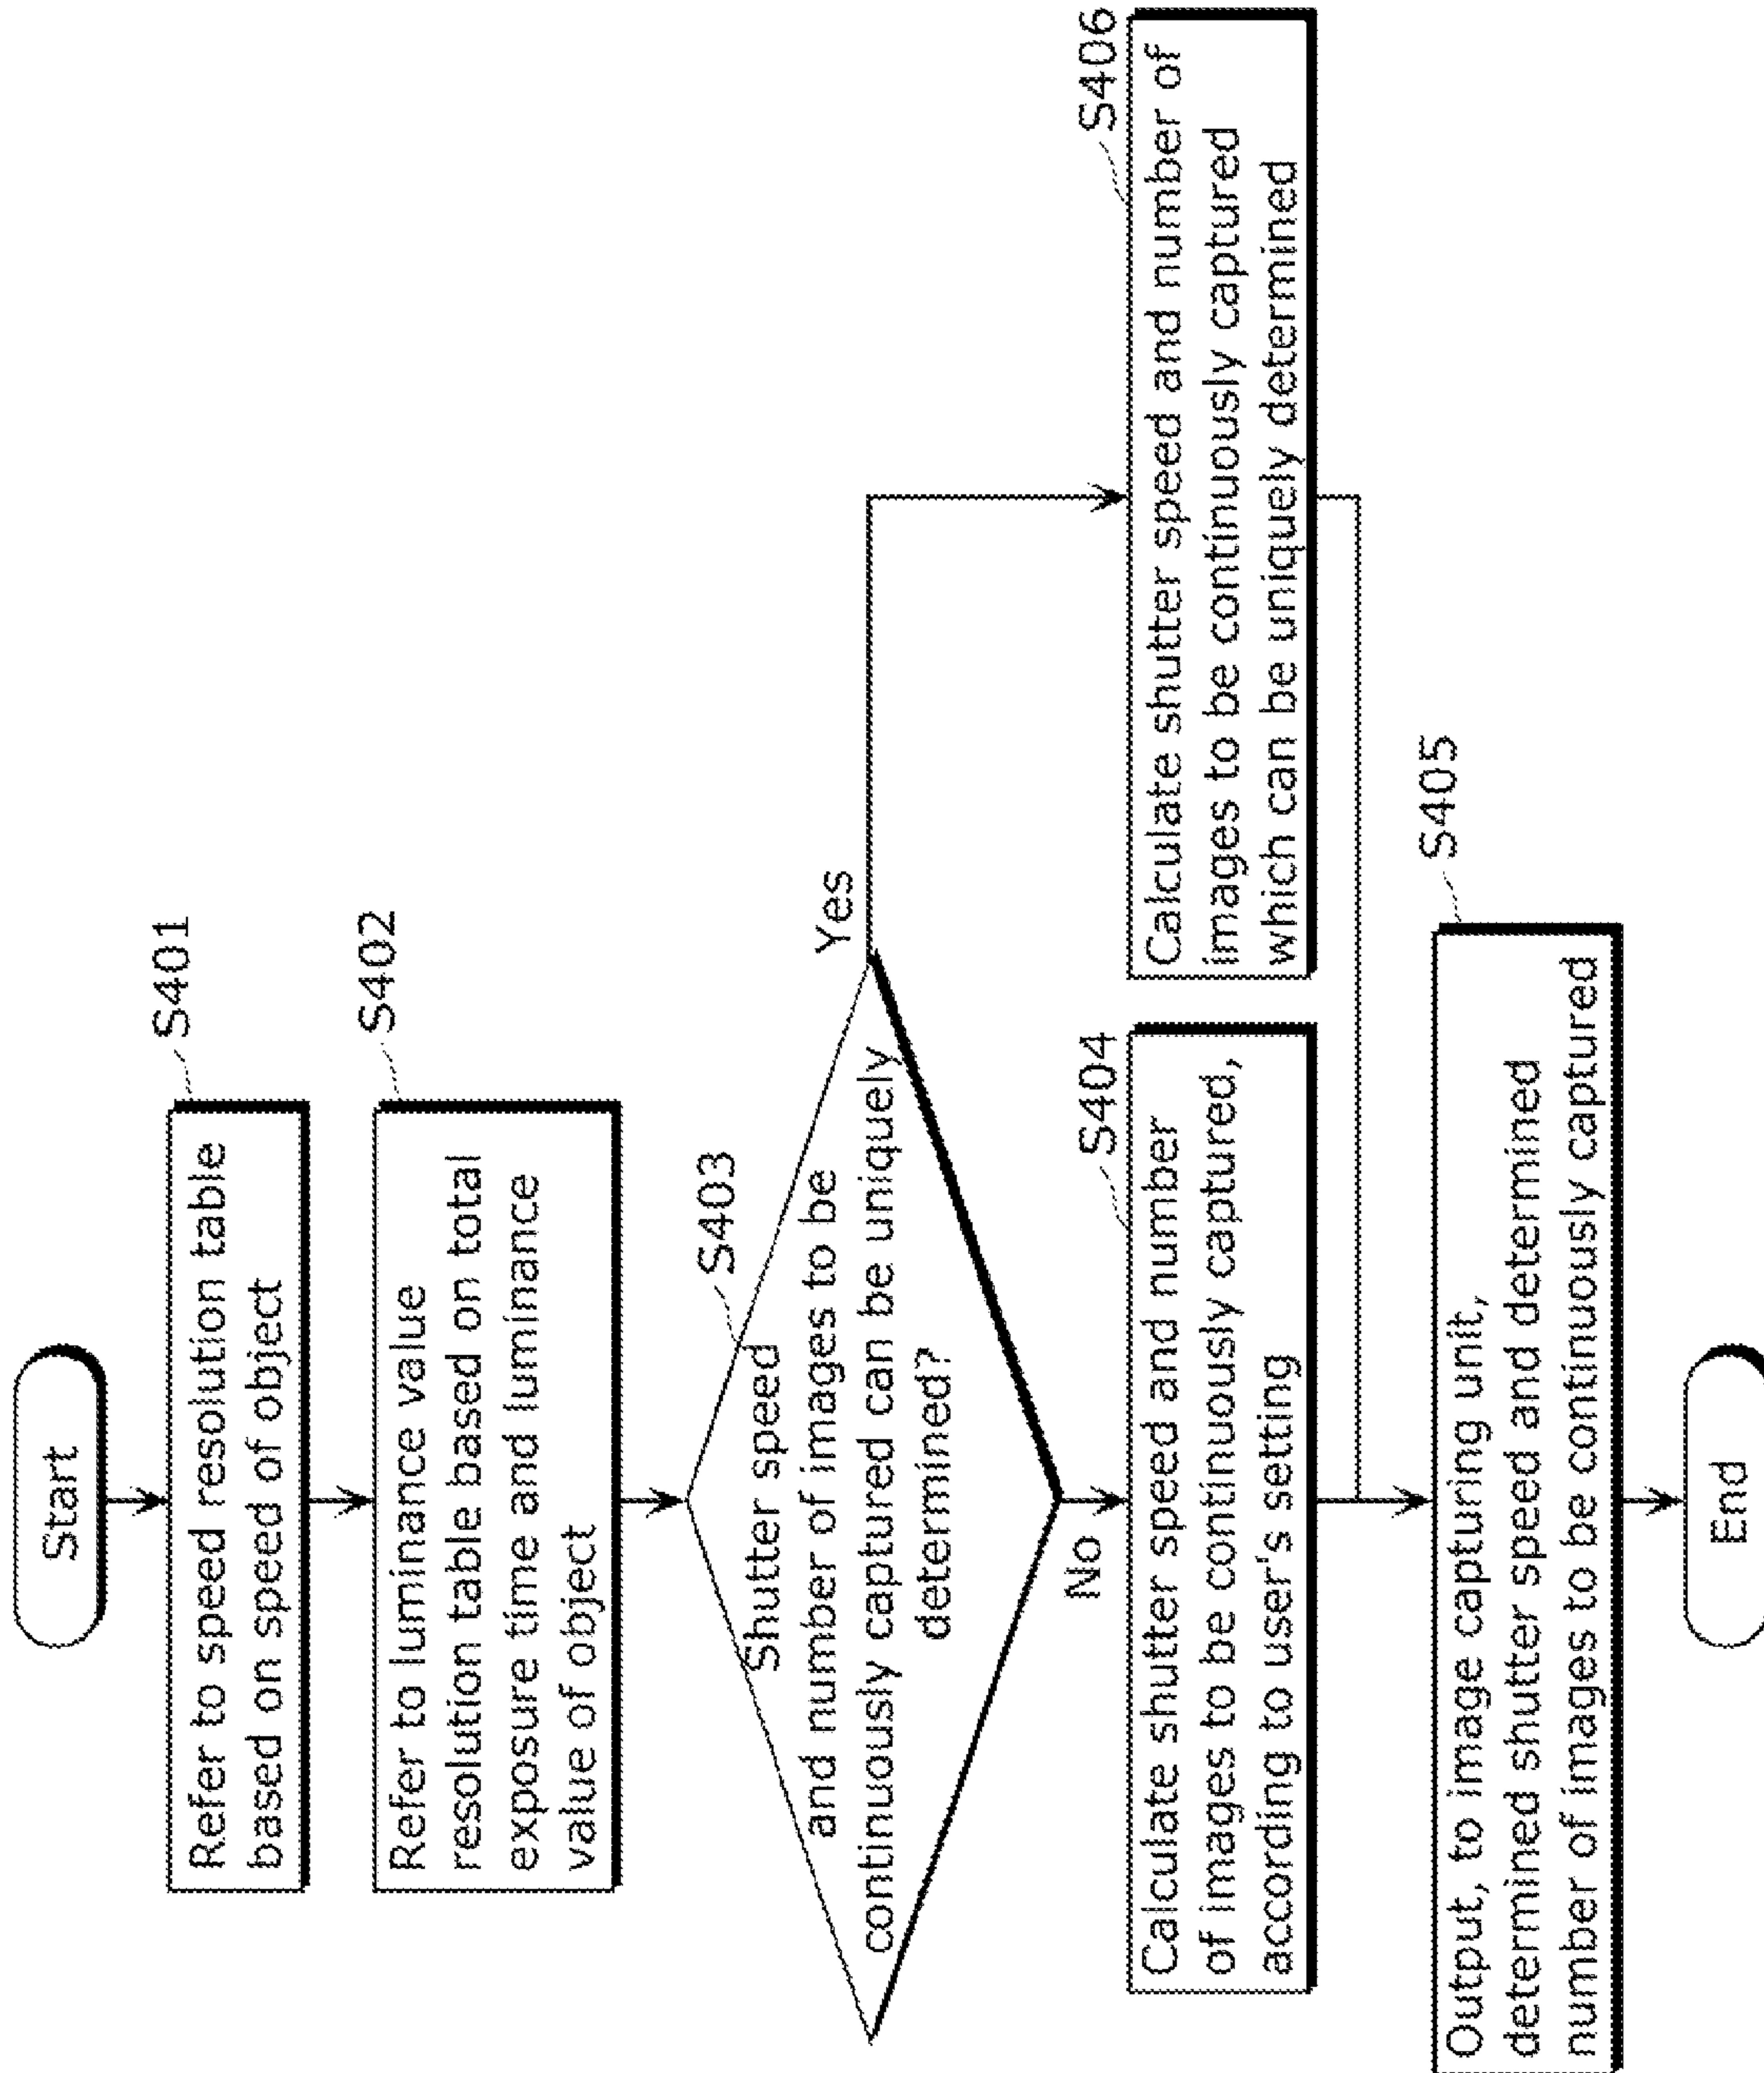 Start
S401
Refer to speed resolution table
based on speed of object
S402
Refer to luminance value
resolution table based on total
exposure time and luminance
value of object
S403
Shutter speed
and number of images to be
continuously captured can be uniquely
determined?
Yes
No
S404
Calculate shutter speed and number
of images to be continuously captured,
according to user's setting
S406
Calculate shutter speed and number of
images to be continuously captured
which can be uniquely determined
S405
Output, to image capturing unit,
determined shutter speed and determined
number of images to be continuously captured
End